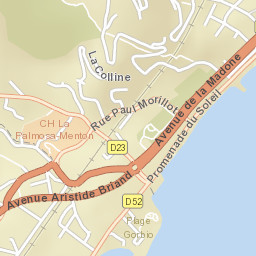 La Colline
Rue Paul Morillot
Avenue de la Madone
Promenade du Soleil
CH La
Palmosa-Menton
D23
Avenue Aristide Briand
D52
Plage
Gorbio